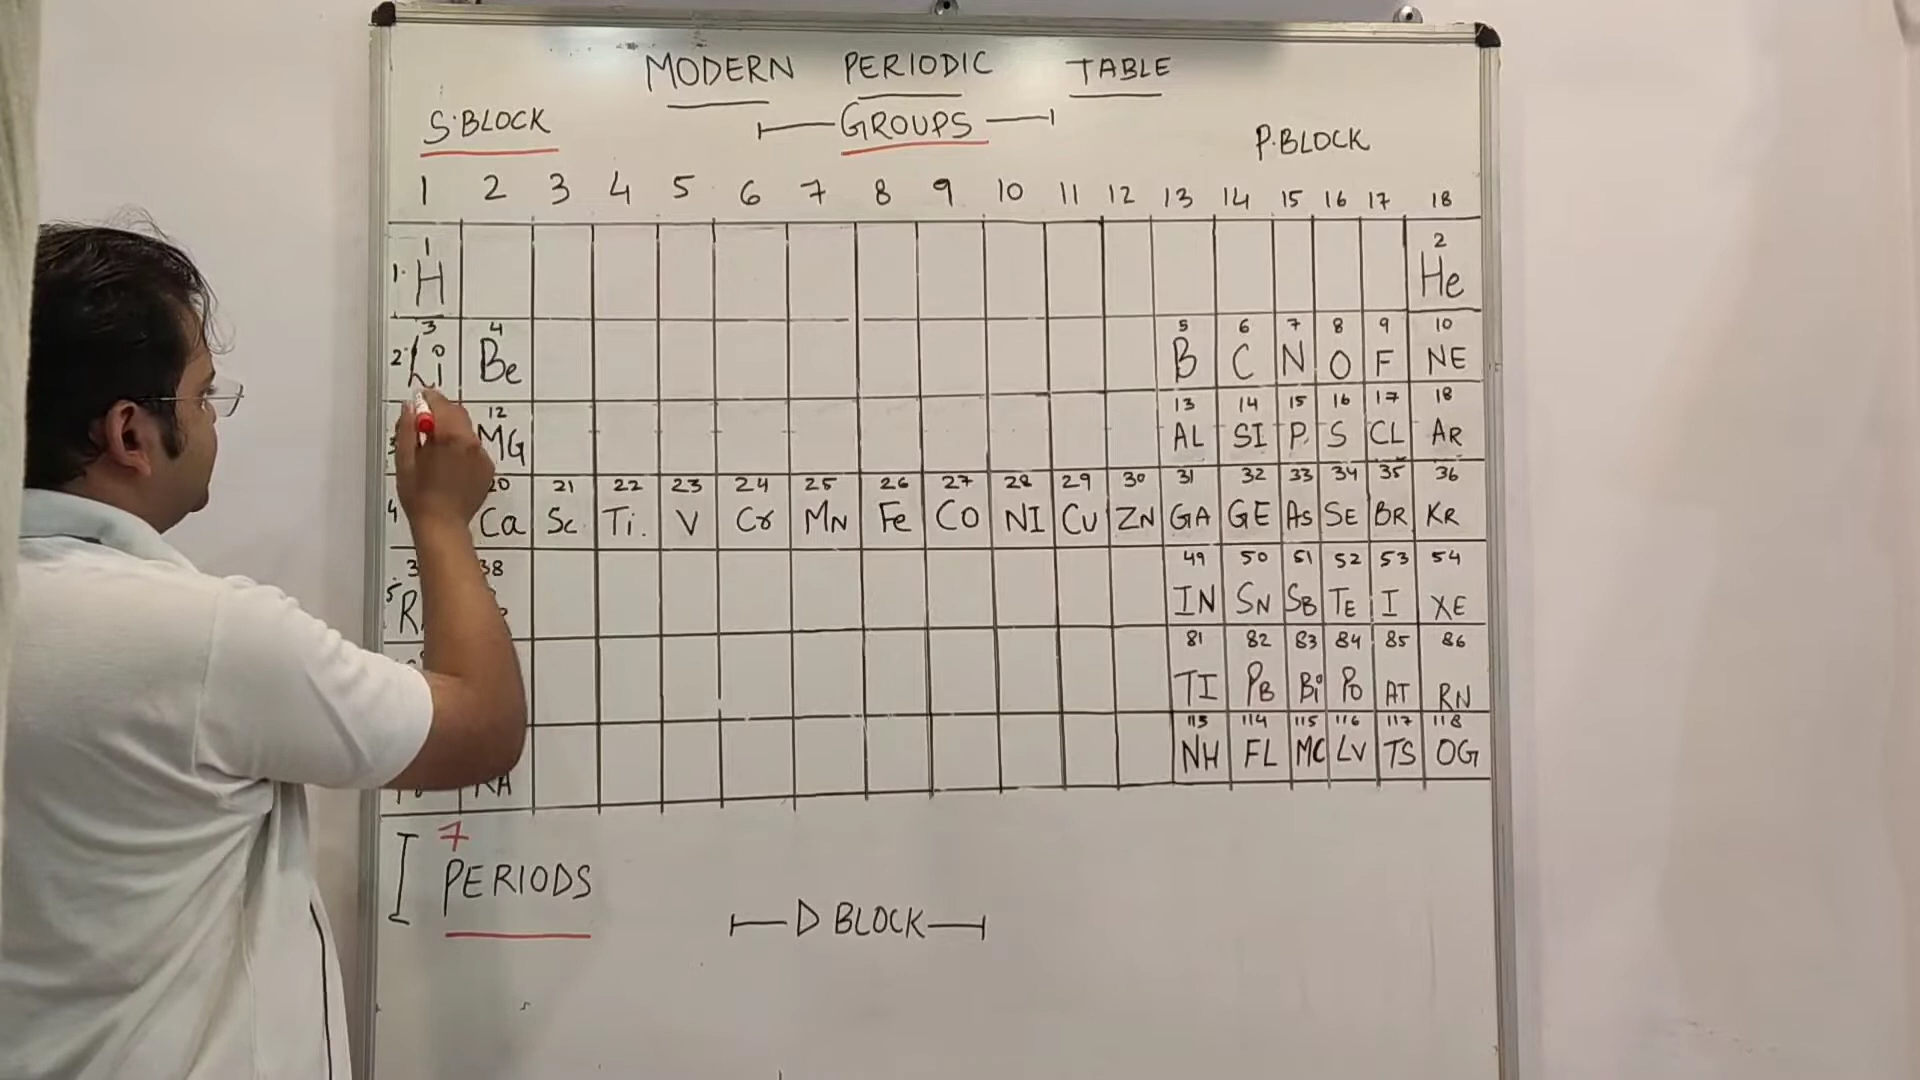 MODERN PERIODIC TABLE
S.BLOCK GROUPS P.BLOCK
1 2 3 4 5 6 7 8 9 10 11 12 13 14 15 16 17 18
1 2
1. H He
3 4 5 6 7 8 9 10
2 Li Be B C N O F NE
12 13 14 15 16 17 18
3 MG AL SI P. S CL AR
20 21 22 23 24 25 26 27 28 29 30 31 32 33 34 35 36
4 Ca Sc Ti. V Cr MN Fe CO NI CU ZN GA GE AS SE BR KR
38 49 50 51 52 53 54
5 IN SN SB TE I XE
81 82 83 84 85 86
TI PB Bi PO AT RN
113 114 115 116 117 118
RA NH FL MC LV TS OG
7
PERIODS
D BLOCK